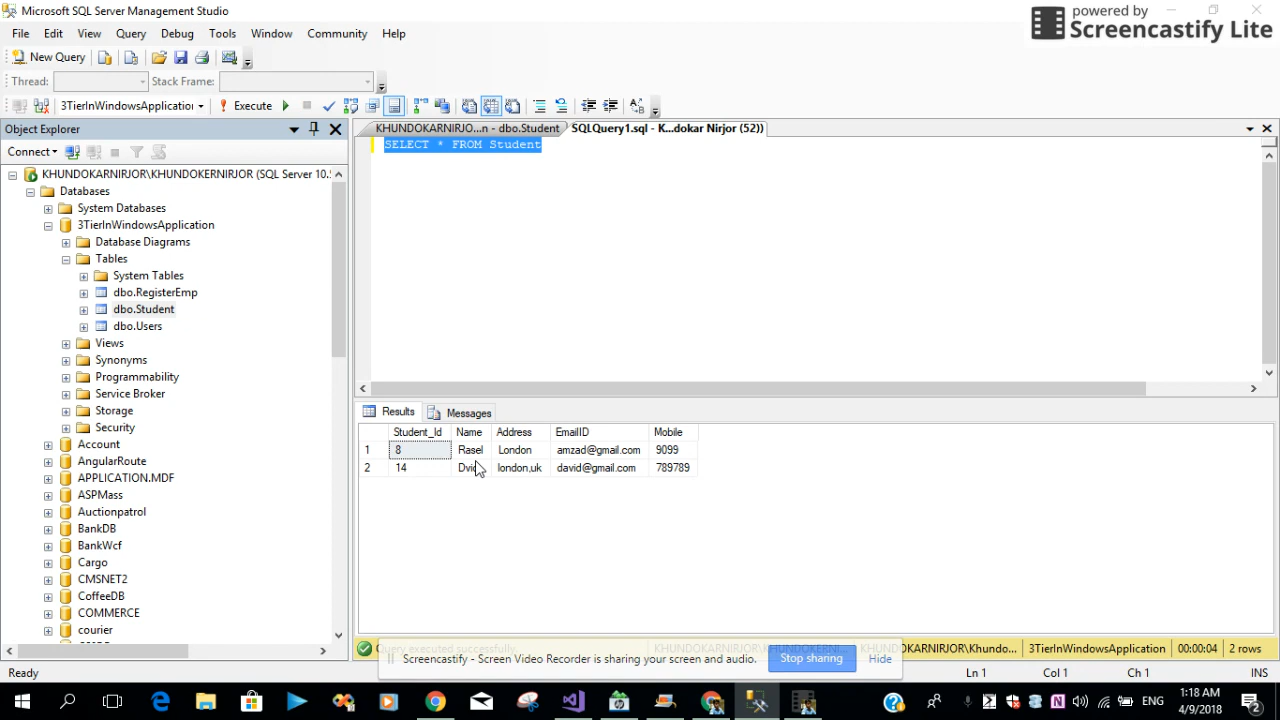 Microsoft SQL Server Management Studio
powered by
Screencastify Lite
File Edit View Query Debug Tools Window Community Help
New Query
Thread: Stack Frame:
3TierInWindowsApplication Execute
Object Explorer
KHUNDOKARNIRJO...n - dbo.Student SQLQuery1.sql - K...dokar Nirjor (52))
Connect
SELECT * FROM Student
KHUNDOKARNIRJOR\KHUNDOKERNIRJOR (SQL Server 10.
Databases
System Databases
3TierInWindowsApplication
Database Diagrams
Tables
System Tables
dbo.RegisterEmp
dbo.Student
dbo.Users
Views
Synonyms
Programmability
Service Broker
Storage
Security
Account
AngularRoute
APPLICATION.MDF
ASPMass
Auctionpatrol
BankDB
BankWcf
Cargo
CMSNET2
CoffeeDB
COMMERCE
courier
Results Messages
Student_Id Name Address EmailID Mobile
1 8 Rasel London amzad@gmail.com 9099
2 14 london,uk david@gmail.com 789789
Query executed successfully.
KHUNDOKARNIRJOR\Khundo... 3TierInWindowsApplication 00:00:04 2 rows
Screencastify - Screen Video Recorder is sharing your screen and audio. Stop sharing Hide
Ready Ln 1 Col 1 Ch 1 INS
ENG 1:18 AM
4/9/2018
2